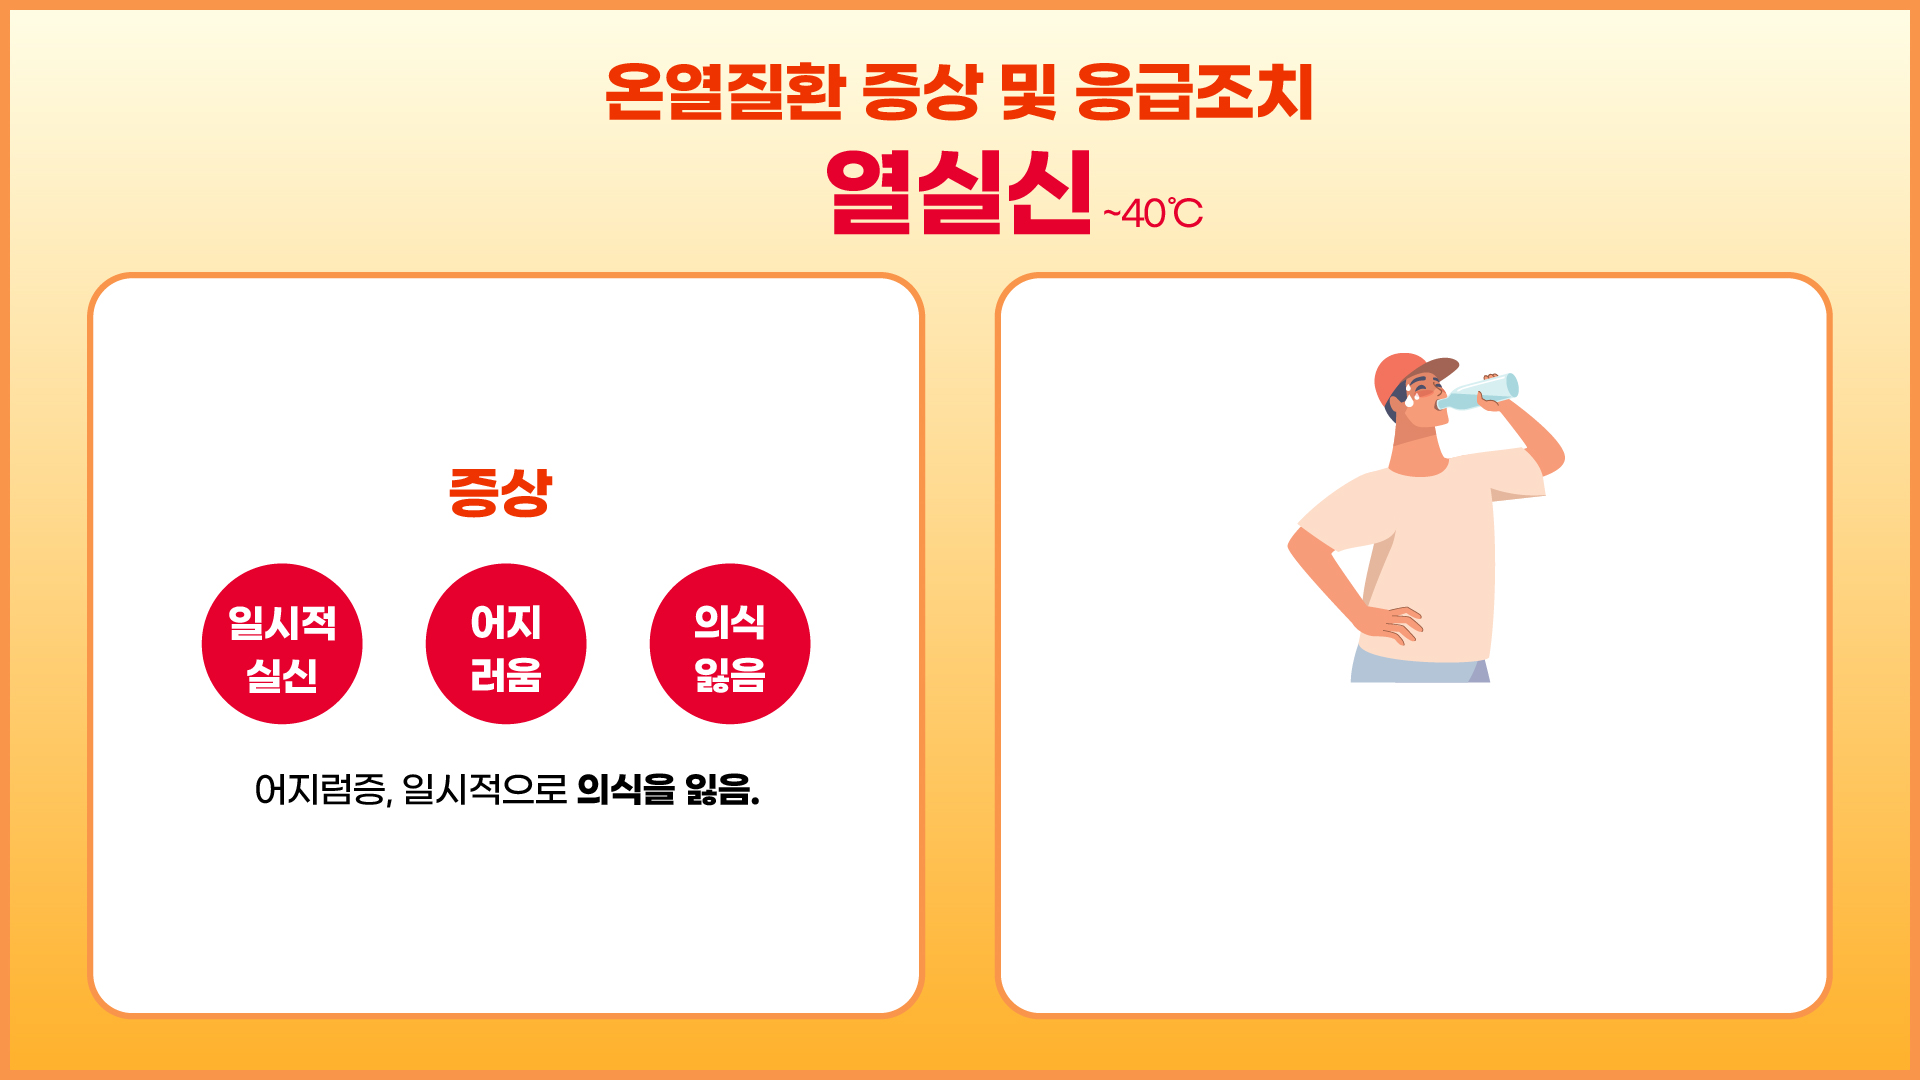 온열질환 증상 및 응급조치
열실신 ~40℃
증상
일시적
실신
어지
러움
의식
잃음
어지럼증, 일시적으로 의식을 잃음.